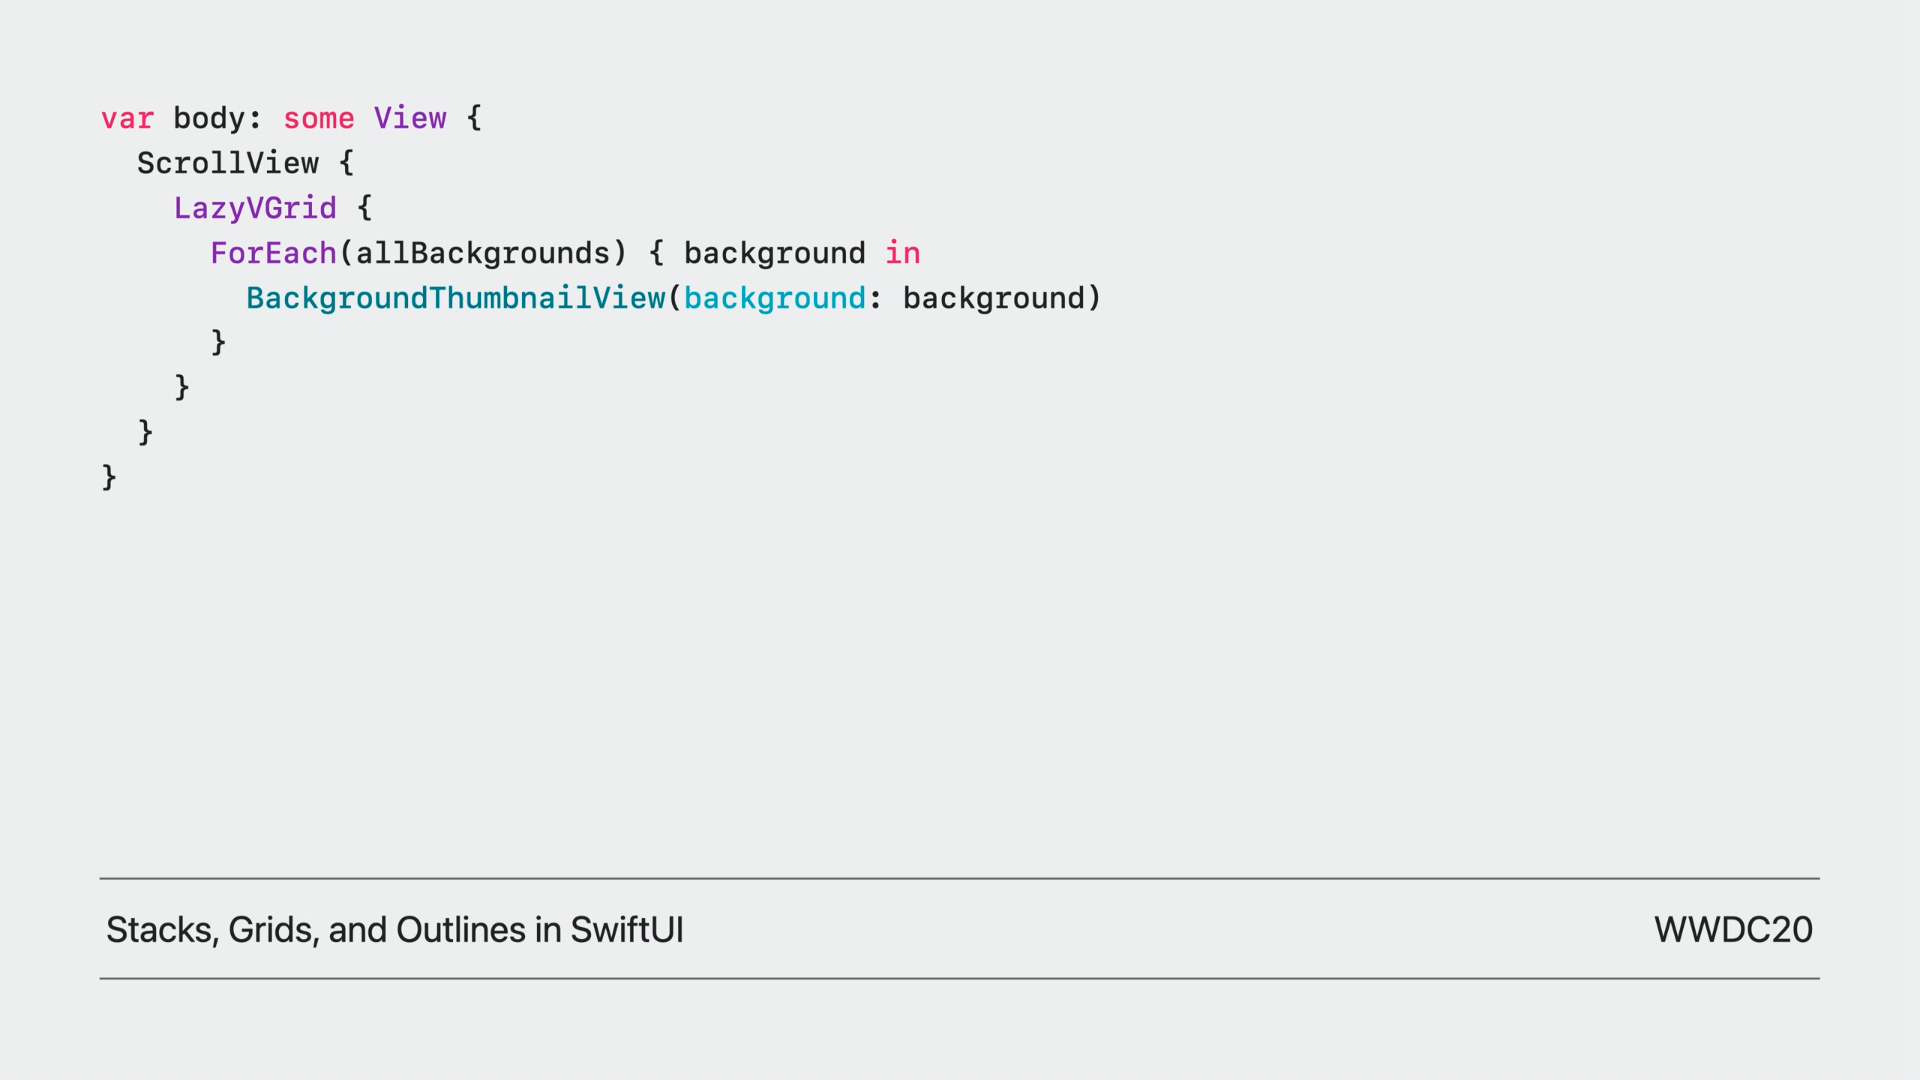 var body: some View {
  ScrollView {
    LazyVGrid {
      ForEach(allBackgrounds) { background in
        BackgroundThumbnailView(background: background)
      }
    }
  }
}
Stacks, Grids, and Outlines in SwiftUI
WWDC20